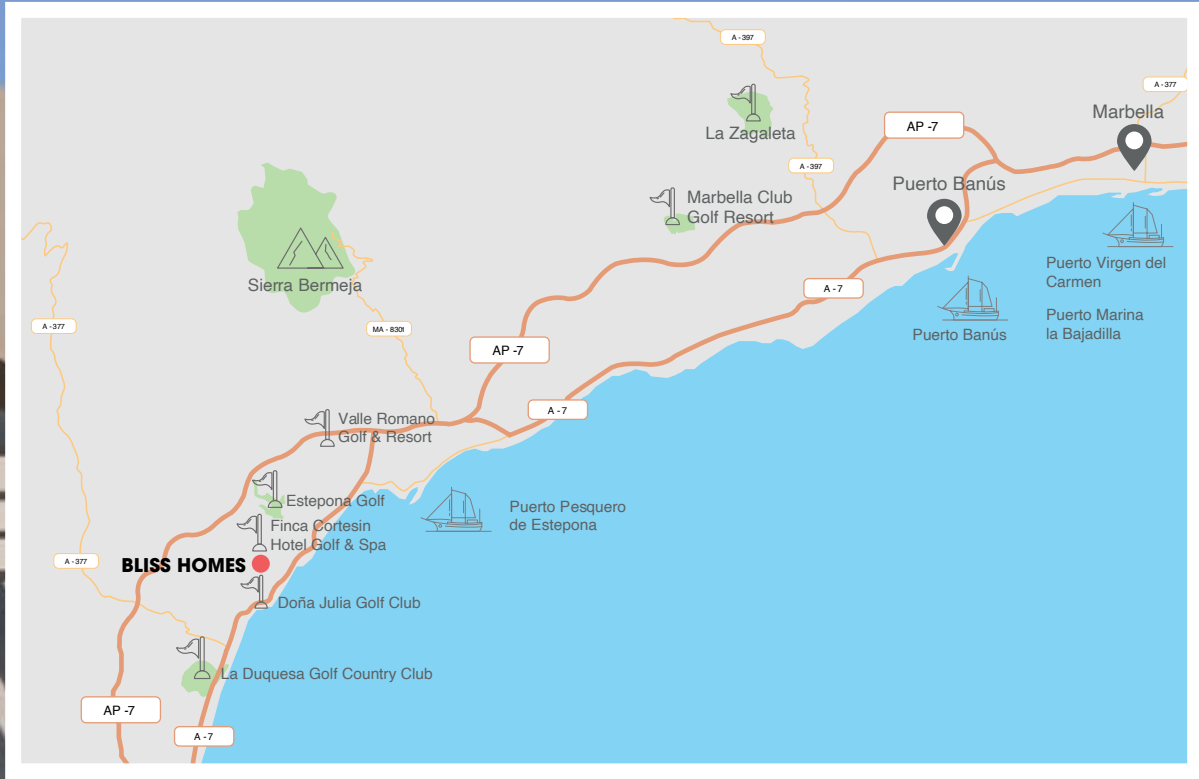 A -397
A -377
La Zagaleta
AP -7
Marbella
A -397
Puerto Banús
Marbella Club
Golf Resort
Sierra Bermeja
Puerto Virgen del
Carmen
A -7
Puerto Marina
la Bajadilla
Puerto Banús
A -377
MA - 8301
AP -7
A -7
Valle Romano
Golf & Resort
Estepona Golf
Puerto Pesquero
de Estepona
Finca Cortesin
Hotel Golf & Spa
A -377
BLISS HOMES
Doña Julia Golf Club
La Duquesa Golf Country Club
AP -7
A -7